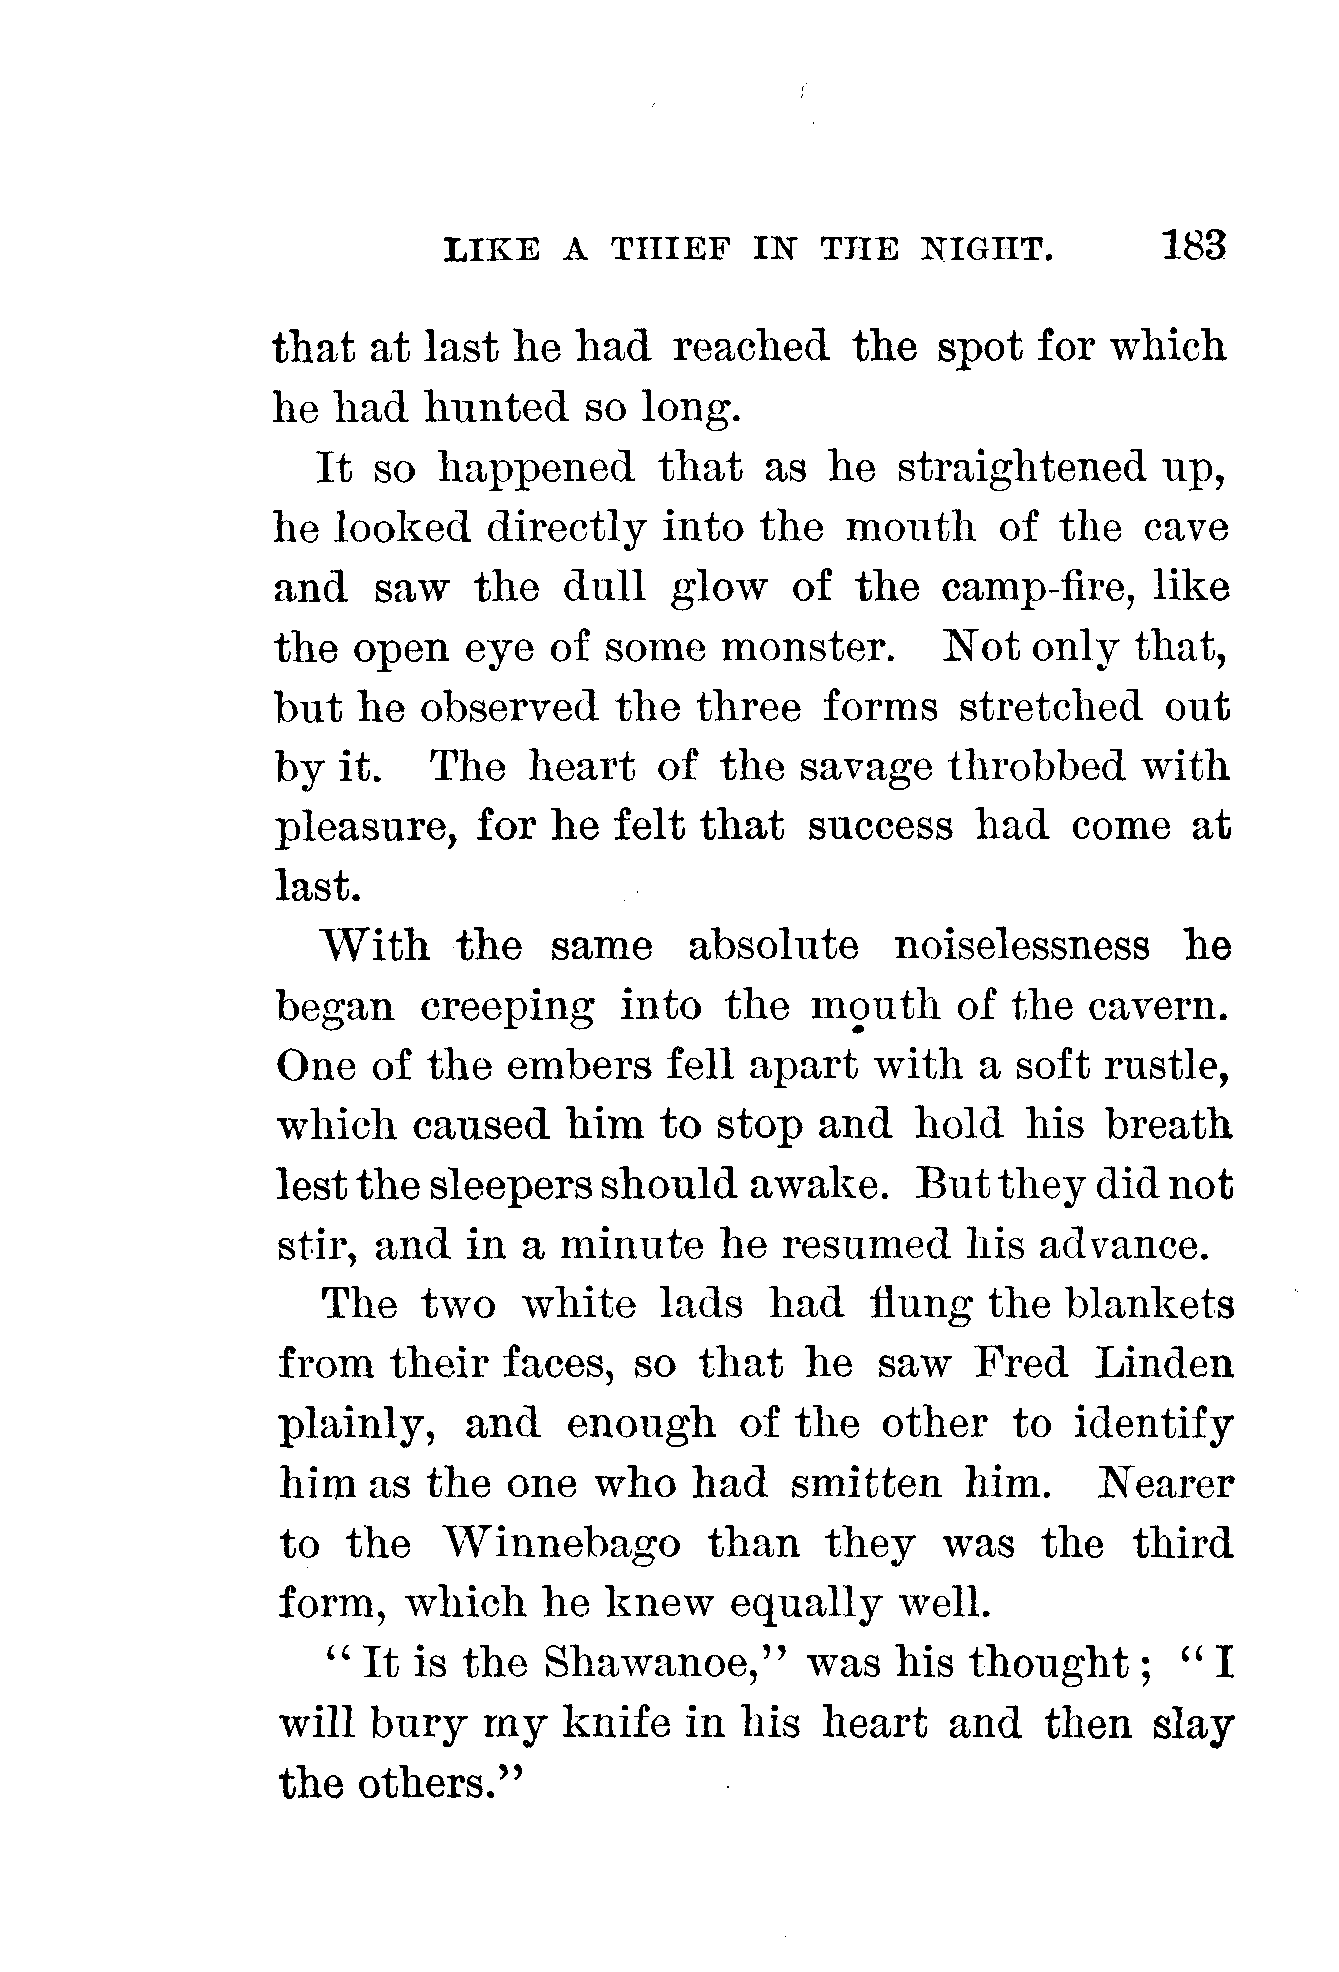 LIKE A THIEF IN THE NIGHT. 183
that at last he had reached the spot for which
he had hunted so long.
It so happened that as he straightened up,
he looked directly into the mouth of the cave
and saw the dull glow of the camp-fire, like
the open eye of some monster. Not only that,
but he observed the three forms stretched out
by it. The heart of the savage throbbed with
pleasure, for he felt that success had come at
last.
With the same absolute noiselessness he
began creeping into the mouth of the cavern.
One of the embers fell apart with a soft rustle,
which caused him to stop and hold his breath
lest the sleepers should awake. But they did not
stir, and in a minute he resumed his advance.
The two white lads had flung the blankets
from their faces, so that he saw Fred Linden
plainly, and enough of the other to identify
him as the one who had smitten him. Nearer
to the Winnebago than they was the third
form, which he knew equally well.
“ It is the Shawanoe,” was his thought ; “ I
will bury my knife in his heart and then slay
the others.”